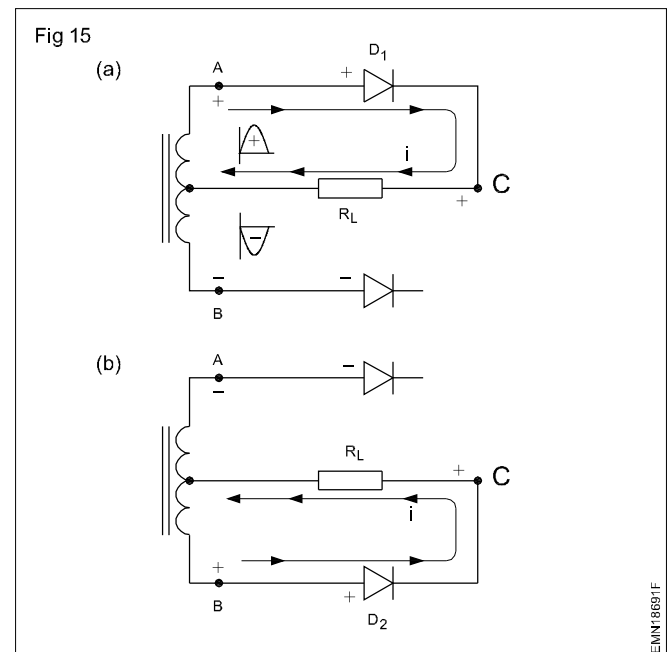 Fig 15
(a)
A
D1
+
+
+
i
C
RL
+
–
–
–
B
(b)
A
–
–
RL
+
C
i
+
B
+
D2
EMN18691F